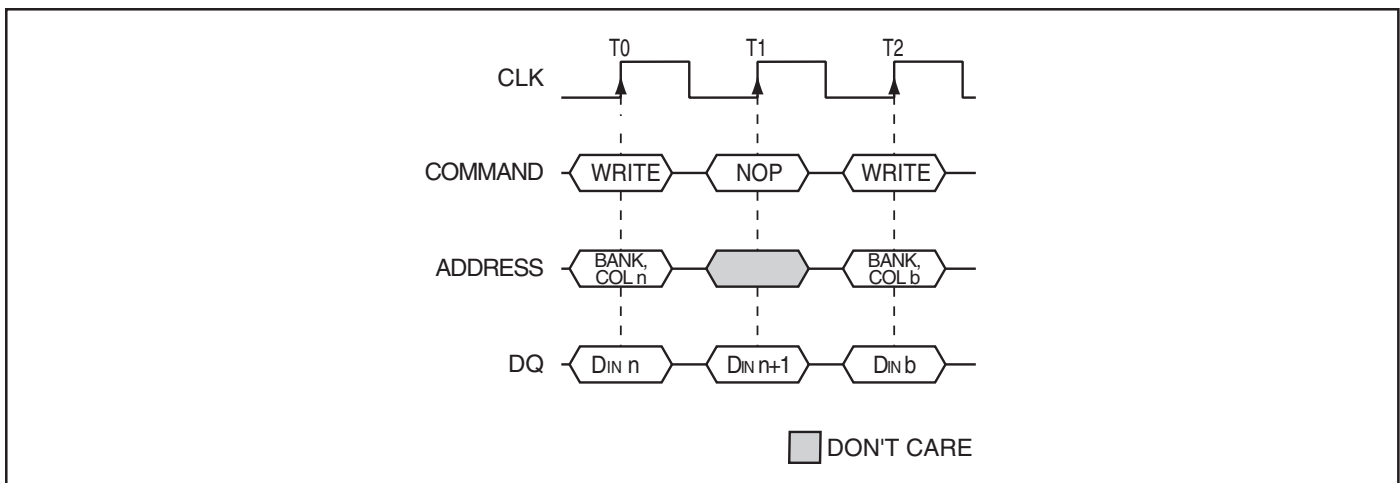 T0 T1 T2
CLK
COMMAND WRITE NOP WRITE
ADDRESS BANK, COL n BANK, COL b
DQ DIN n DIN n+1 DIN b
DON'T CARE